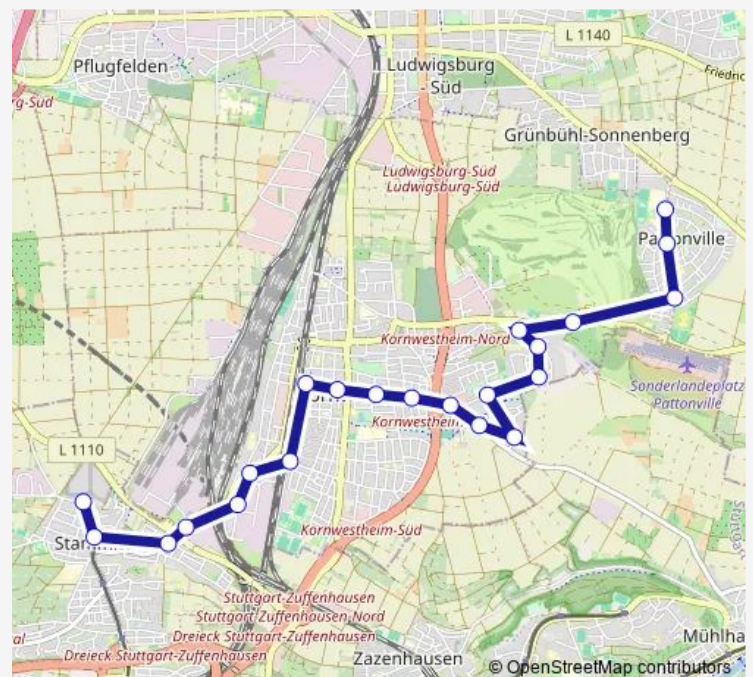 L 1140
Pflugfelden
Ludwigsburg
- Süd
Friedric
rg-Süd
Grünbühl-Sonnenberg
Ludwigsburg-Süd
Ludwigsburg-Süd
Kornwestheim-Nord
Sonderlandeplatz
Pattonville
Kornwestheim
L 1110
Kornwestheim-Süd
Stuttgart-Zuffenhausen
Stuttgart-Zuffenhausen-Nord
Dreieck Stuttgart-Zuffenhausen
Dreieck Stuttgart-Zuffenhausen
al
Mühlha
Zazenhausen
© OpenStreetMap contributors